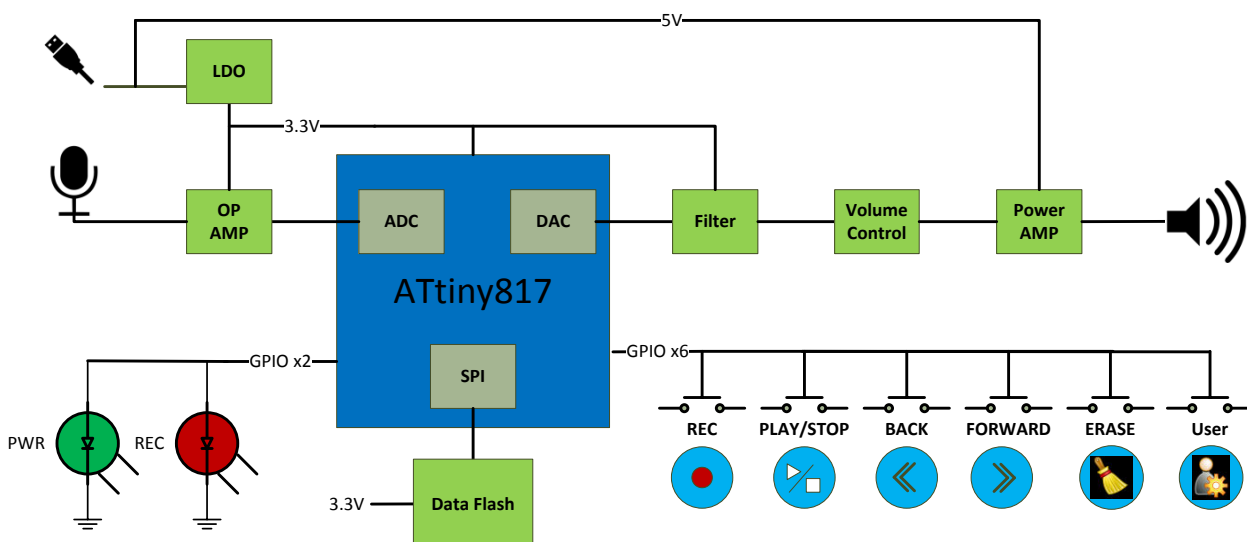 5V
LDO
3.3V
OP
AMP
ADC
DAC
Filter
Volume
Control
Power
AMP
ATtiny817
GPIO x2
GPIO x6
SPI
PWR
REC
REC
PLAY/STOP
BACK
FORWARD
ERASE
User
3.3V
Data Flash